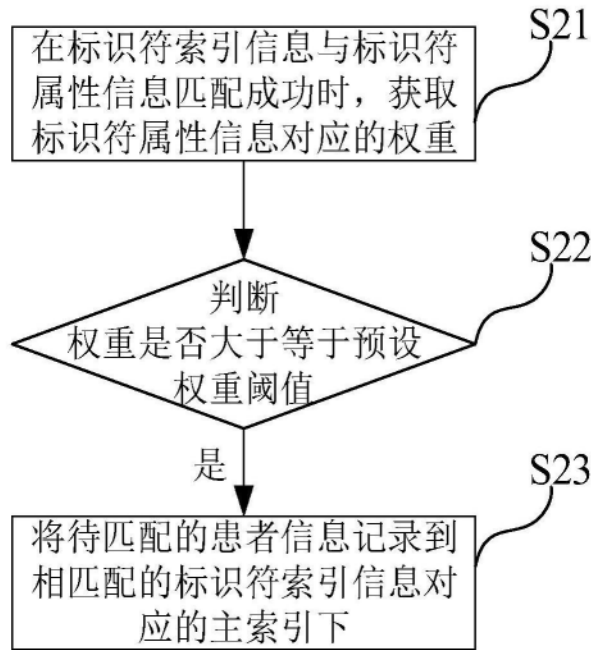 S21
在标识符索引信息与标识符
属性信息匹配成功时，获取
标识符属性信息对应的权重
S22
判断
权重是否大于等于预设
权重阈值
是
S23
将待匹配的患者信息记录到
相匹配的标识符索引信息对
应的主索引下